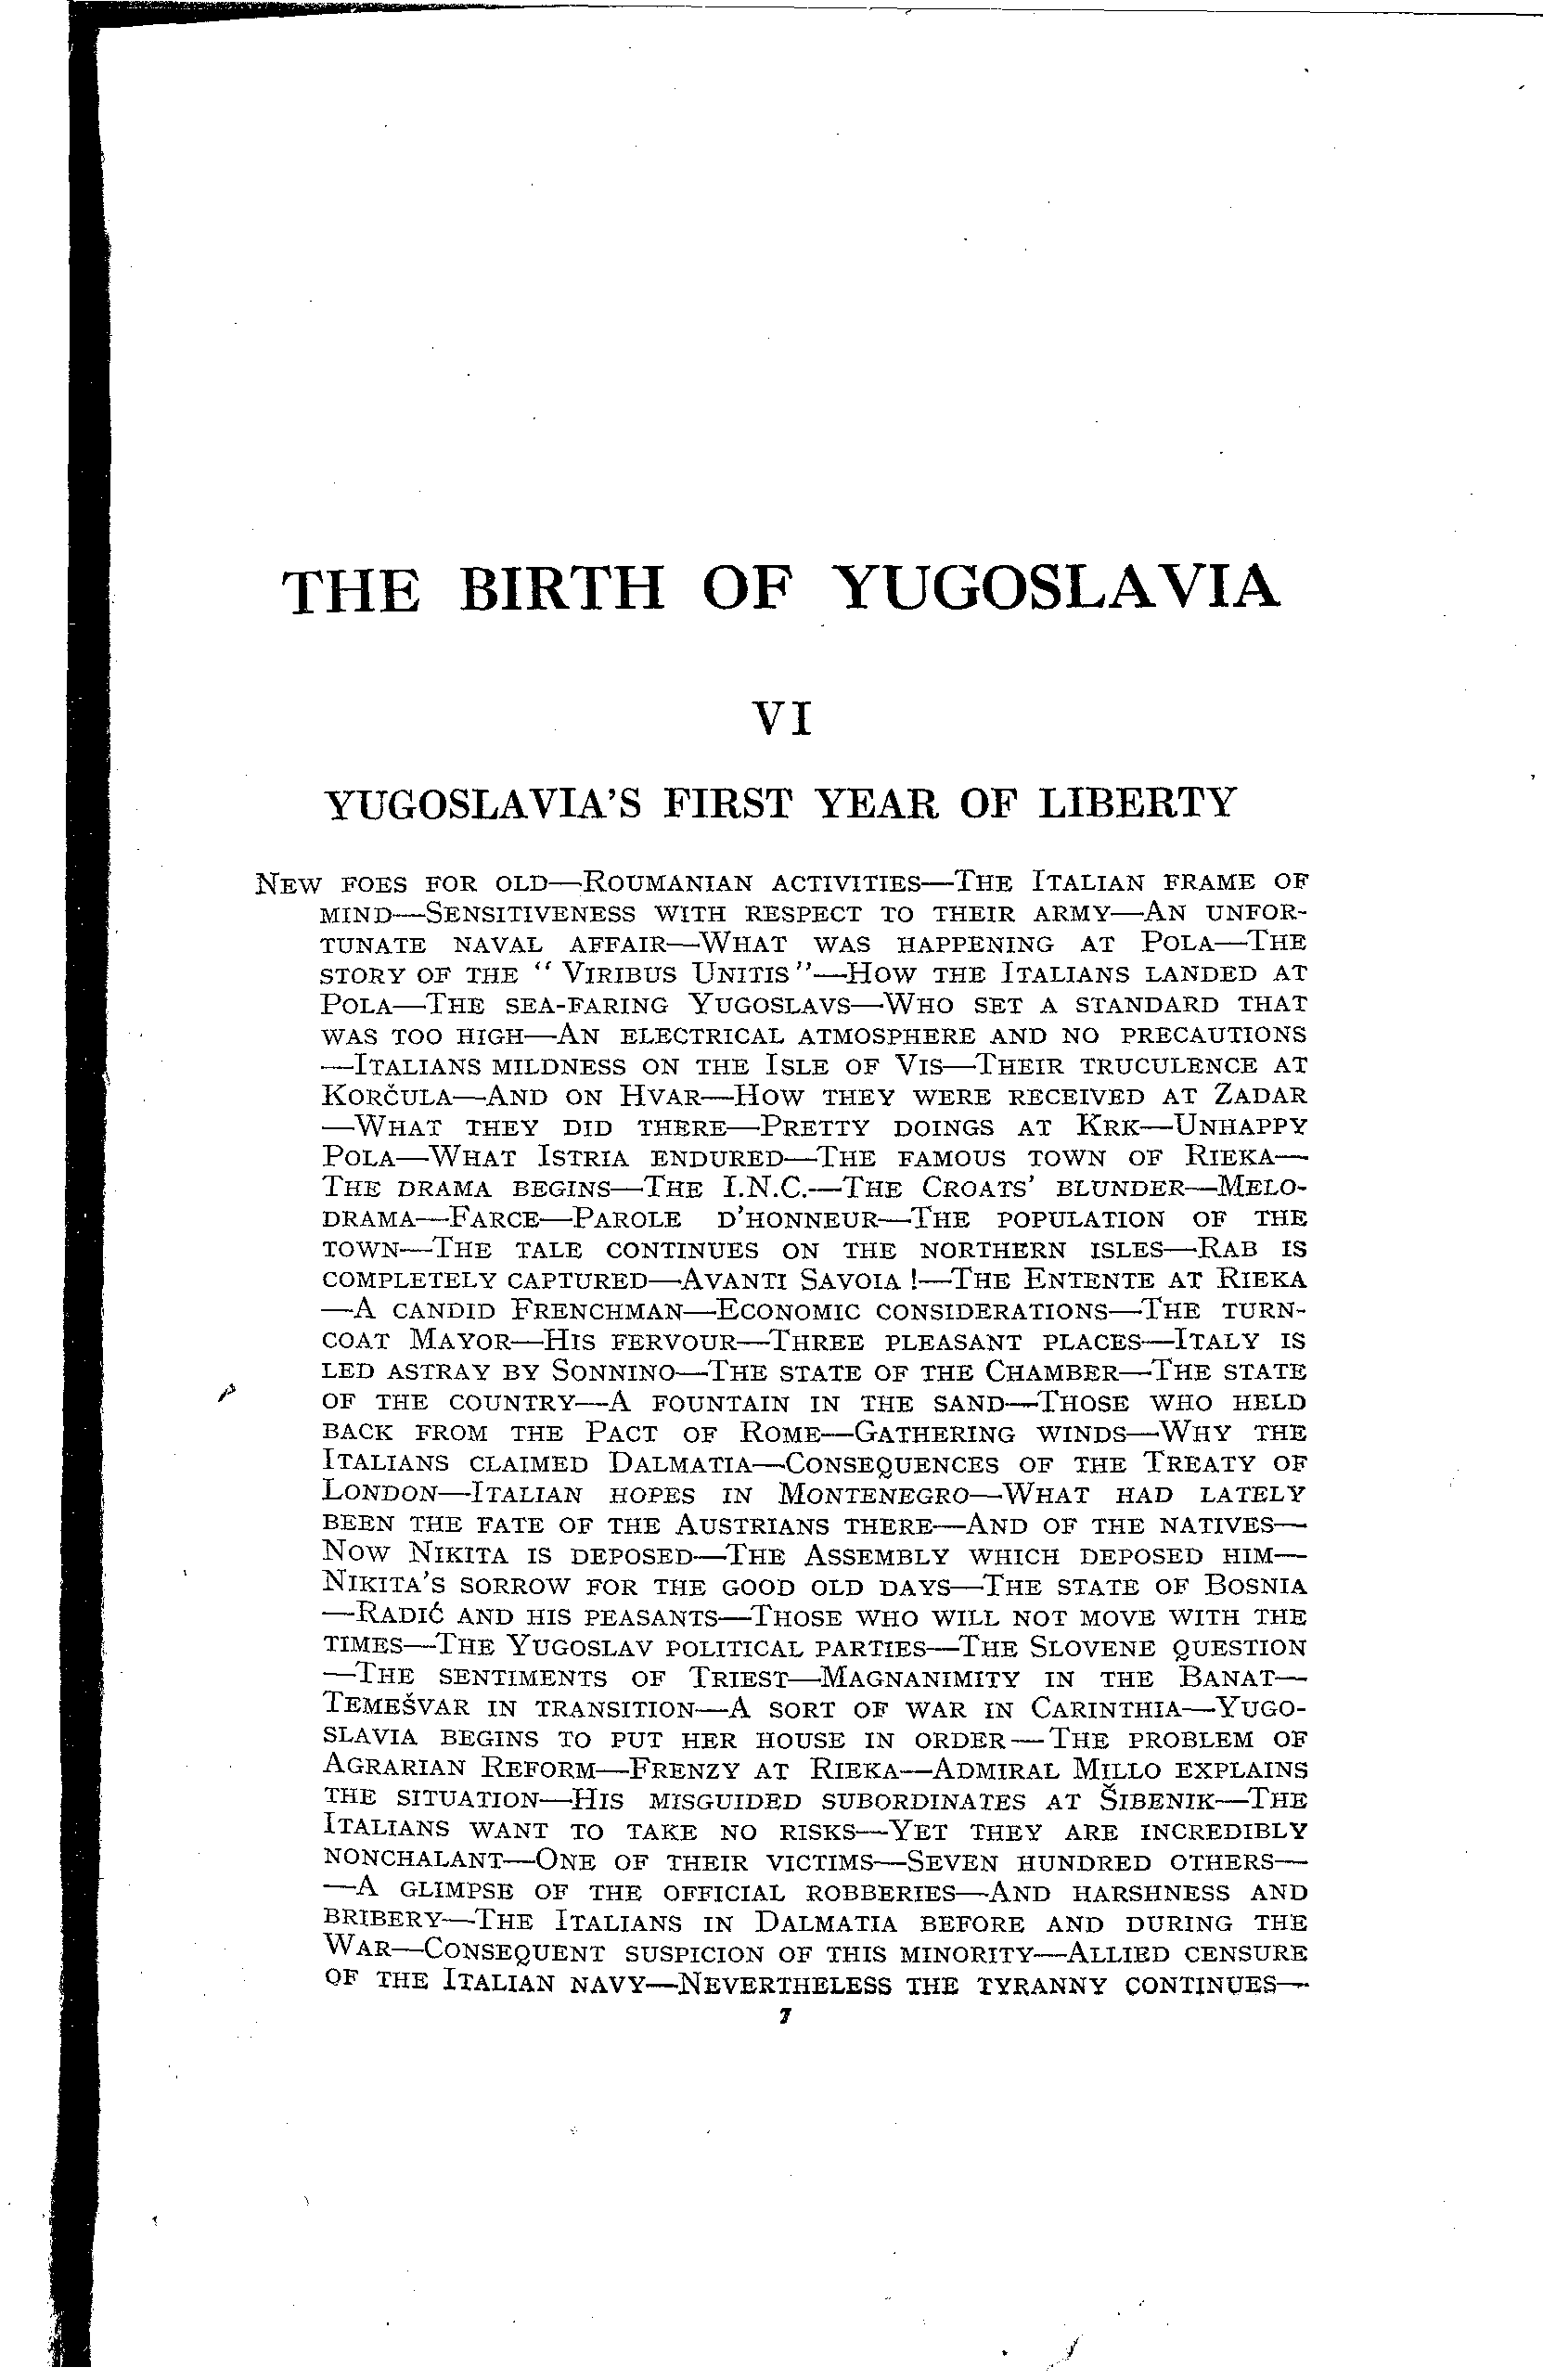 THE BIRTH OF YUGOSLAVIA
VI
YUGOSLAVIA'S FIRST YEAR OF LIBERTY
NEW FOES FOR OLD—ROUMANIAN ACTIVITIES—THE ITALIAN FRAME OF
MIND—SENSITIVENESS WITH RESPECT TO THEIR ARMY—AN UNFOR-
TUNATE NAVAL AFFAIR—WHAT WAS HAPPENING AT POLA—THE
STORY OF THE "VIRIBUS UNITIS"—HOW THE ITALIANS LANDED AT
POLA—THE SEA-FARING YUGOSLAVS—WHO SET A STANDARD THAT
WAS TOO HIGH—AN ELECTRICAL ATMOSPHERE AND NO PRECAUTIONS
—ITALIANS MILDNESS ON THE ISLE OF VIS—THEIR TRUCULENCE AT
KORČULA—AND ON HVAR—HOW THEY WERE RECEIVED AT ZADAR
—WHAT THEY DID THERE—PRETTY DOINGS AT KRK—UNHAPPY
POLA—WHAT ISTRIA ENDURED—THE FAMOUS TOWN OF RIEKA—
THE DRAMA BEGINS—THE I.N.C.—THE CROATS' BLUNDER—MELO-
DRAMA—FARCE—PAROLE D'HONNEUR—THE POPULATION OF THE
TOWN—THE TALE CONTINUES ON THE NORTHERN ISLES—RAB IS
COMPLETELY CAPTURED—AVANTI SAVOIA!—THE ENTENTE AT RIEKA
—A CANDID FRENCHMAN—ECONOMIC CONSIDERATIONS—THE TURN-
COAT MAYOR—HIS FERVOUR—THREE PLEASANT PLACES—ITALY IS
LED ASTRAY BY SONNINO—THE STATE OF THE CHAMBER—THE STATE
OF THE COUNTRY—A FOUNTAIN IN THE SAND—THOSE WHO HELD
BACK FROM THE PACT OF ROME—GATHERING WINDS—WHY THE
ITALIANS CLAIMED DALMATIA—CONSEQUENCES OF THE TREATY OF
LONDON—ITALIAN HOPES IN MONTENEGRO—WHAT HAD LATELY
BEEN THE FATE OF THE AUSTRIANS THERE—AND OF THE NATIVES—
NOW NIKITA IS DEPOSED—THE ASSEMBLY WHICH DEPOSED HIM—
NIKITA'S SORROW FOR THE GOOD OLD DAYS—THE STATE OF BOSNIA
—RADIĆ AND HIS PEASANTS—THOSE WHO WILL NOT MOVE WITH THE
TIMES—THE YUGOSLAV POLITICAL PARTIES—THE SLOVENE QUESTION
—THE SENTIMENTS OF TRIEST—MAGNANIMITY IN THE BANAT—
TEMEŠVAR IN TRANSITION—A SORT OF WAR IN CARINTHIA—YUGO-
SLAVIA BEGINS TO PUT HER HOUSE IN ORDER—THE PROBLEM OF
AGRARIAN REFORM—FRENZY AT RIEKA—ADMIRAL MILLO EXPLAINS
THE SITUATION—HIS MISGUIDED SUBORDINATES AT ŠIBENIK—THE
ITALIANS WANT TO TAKE NO RISKS—YET THEY ARE INCREDIBLY
NONCHALANT—ONE OF THEIR VICTIMS—SEVEN HUNDRED OTHERS—
—A GLIMPSE OF THE OFFICIAL ROBBERIES—AND HARSHNESS AND
BRIBERY—THE ITALIANS IN DALMATIA BEFORE AND DURING THE
WAR—CONSEQUENT SUSPICION OF THIS MINORITY—ALLIED CENSURE
OF THE ITALIAN NAVY—NEVERTHELESS THE TYRANNY CONTINUES—
7